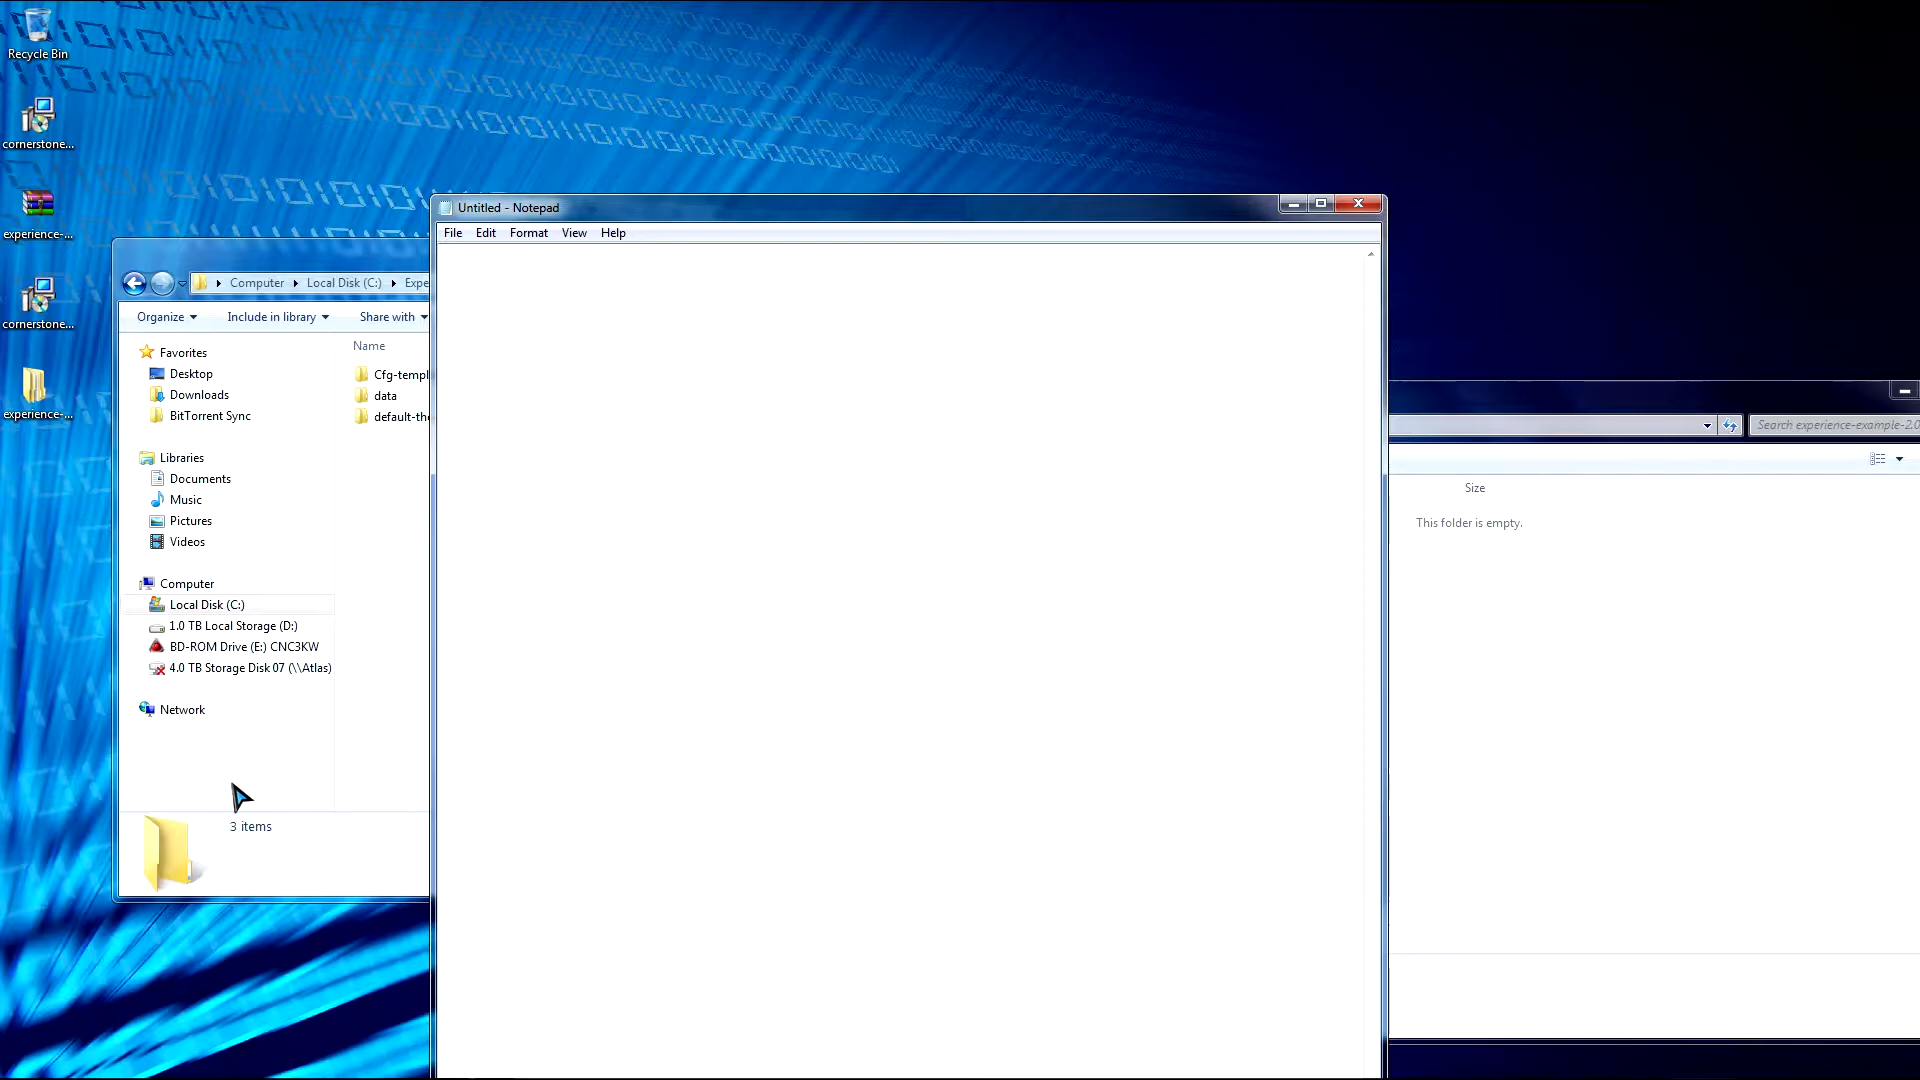 Recycle Bin
cornerstone...
experience-...
cornerstone...
experience-...
Computer
Local Disk (C:)
Expe
Organize
Include in library
Share with
Favorites
Desktop
Downloads
BitTorrent Sync
Libraries
Documents
Music
Pictures
Videos
Computer
Local Disk (C:)
1.0 TB Local Storage (D:)
BD-ROM Drive (E:) CNC3KW
4.0 TB Storage Disk 07 (\\Atlas)
Network
Name
Cfg-templ
data
default-the
3 items
Untitled - Notepad
File Edit Format View Help
Search experience-example-2.0
Size
This folder is empty.